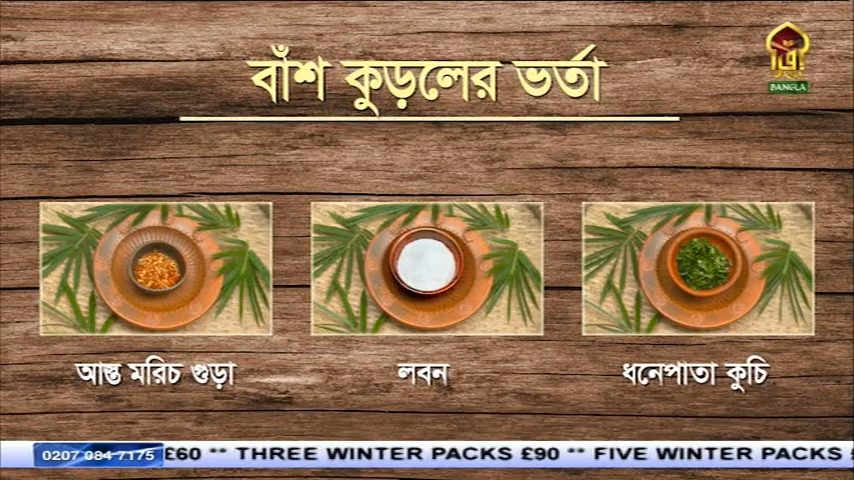 বাঁশ কুড়লের ভর্তা
BANGLA
আস্ত মরিচ গুড়া
লবন
ধনেপাতা কুচি
0207 084 7175
£60 ** THREE WINTER PACKS £90 ** FIVE WINTER PACKS